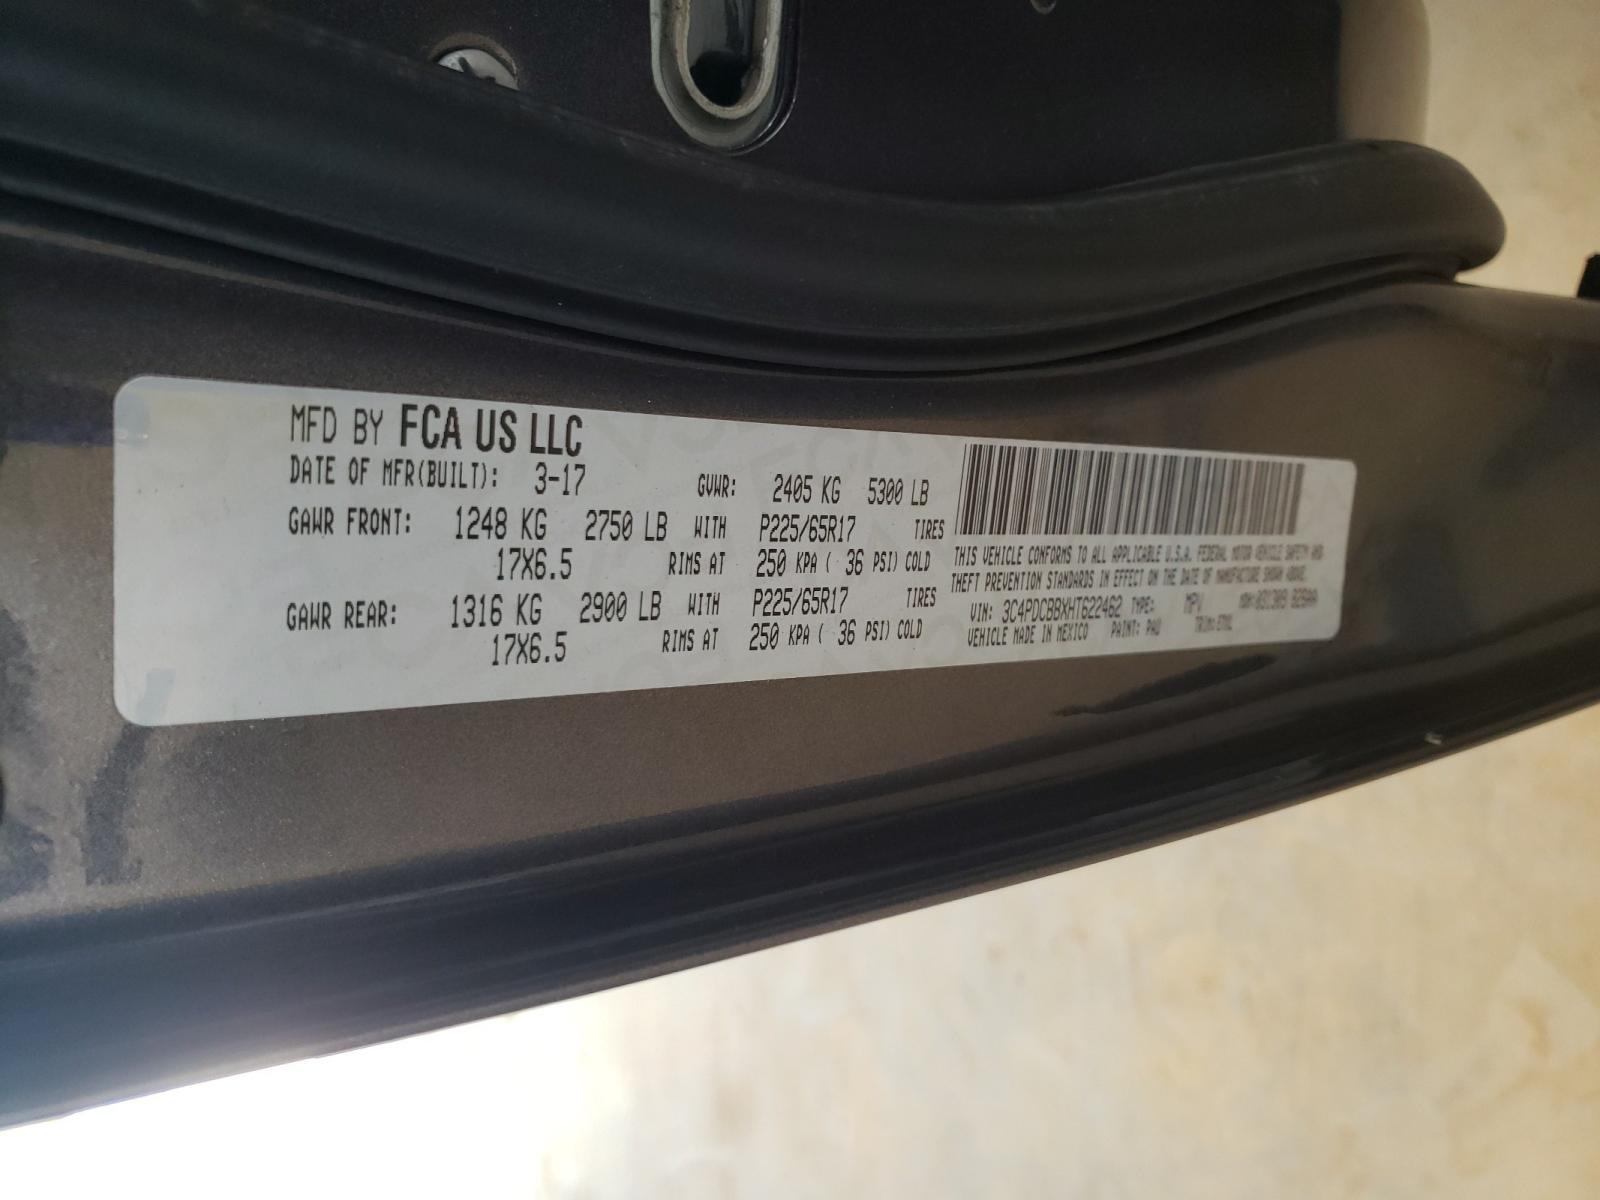 MFD BY FCA US LLC
DATE OF MFR(BUILT): 3-17 GVWR: 2405 KG 5300 LB
GAWR FRONT: 1248 KG 2750 LB WITH P225/65R17 TIRES
17X6.5 RIMS AT 250 KPA ( 36 PSI) COLD
GAWR REAR: 1316 KG 2900 LB WITH P225/65R17 TIRES
17X6.5 RIMS AT 250 KPA ( 36 PSI) COLD
THIS VEHICLE CONFORMS TO ALL APPLICABLE U.S.A. FEDERAL MOTOR VEHICLE SAFETY AND
THEFT PREVENTION STANDARDS IN EFFECT ON THE DATE OF MANUFACTURE SHOWN ABOVE.
VIN: 3C4PDCBBXHT622462 TYPE: MPV MDH:
VEHICLE MADE IN MEXICO PAINT: PAU TRIM: